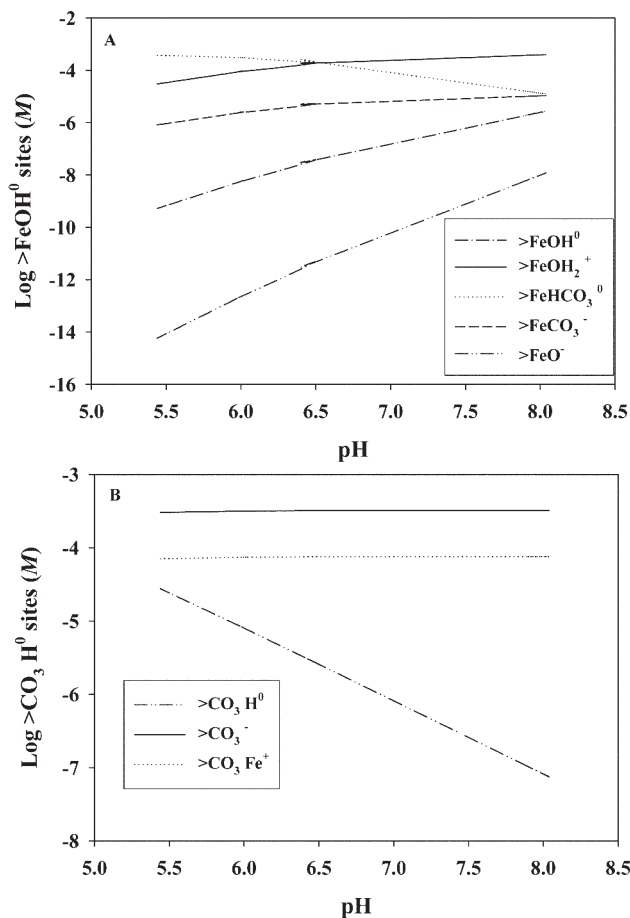 A
-2
-4
-6
-8
-10
-12
-14
-16
Log >FeOH⁰ sites (M)
>FeOH⁰
>FeOH₂⁺
>FeHCO₃⁰
>FeCO₃⁻
>FeO⁻
5.0 5.5 6.0 6.5 7.0 7.5 8.0 8.5
pH
B
-3
-4
-5
-6
-7
-8
Log >CO₃ H⁰ sites (M)
>CO₃ H⁰
>CO₃⁻
>CO₃ Fe⁺
5.0 5.5 6.0 6.5 7.0 7.5 8.0 8.5
pH